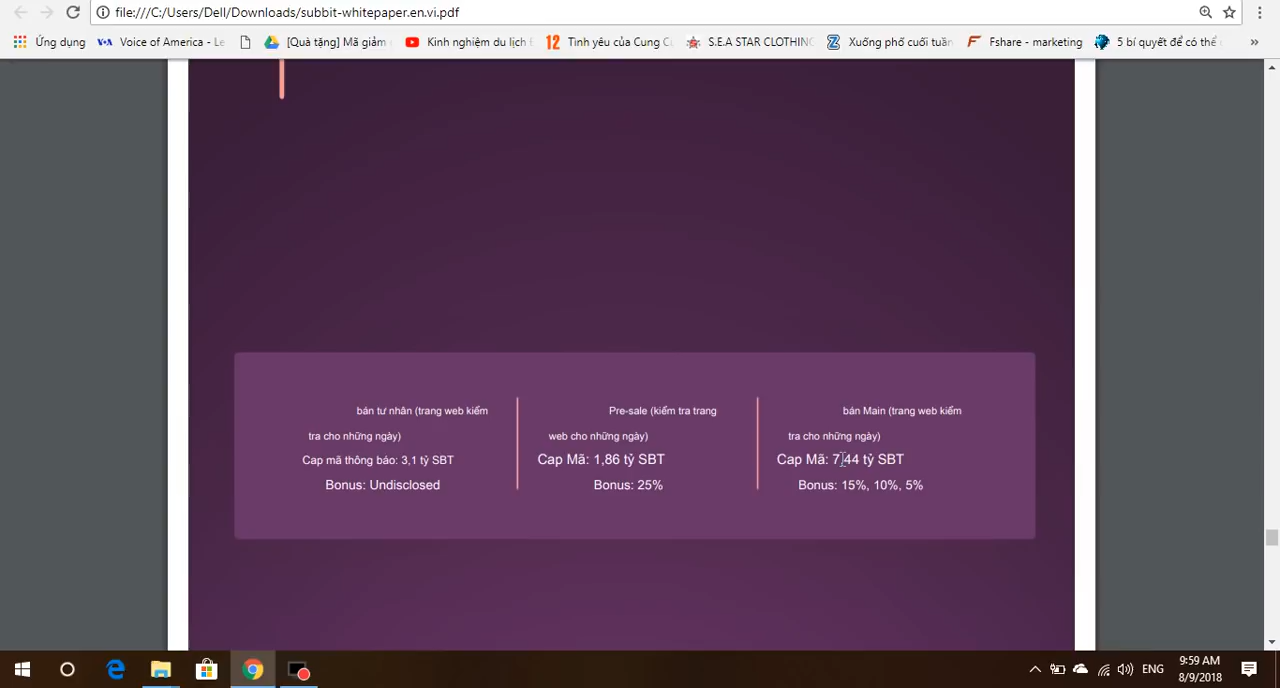 file:///C:/Users/Dell/Downloads/subbit-whitepaper.en.vi.pdf
Ứng dụng
Voice of America - Le
[Quà tặng] Mã giảm
Kinh nghiệm du lịch
12 Tình yêu của Cung
S.E.A STAR CLOTHING
Xuống phố cuối tuần
Fshare - marketing
5 bí quyết để có thể
»
bán tư nhân (trang web kiểm
tra cho những ngày)
Cap mã thông báo: 3,1 tỷ SBT
Bonus: Undisclosed
Pre-sale (kiểm tra trang
web cho những ngày)
Cap Mã: 1,86 tỷ SBT
Bonus: 25%
bán Main (trang web kiểm
tra cho những ngày)
Cap Mã: 7,44 tỷ SBT
Bonus: 15%, 10%, 5%
ENG
9:59 AM
8/9/2018